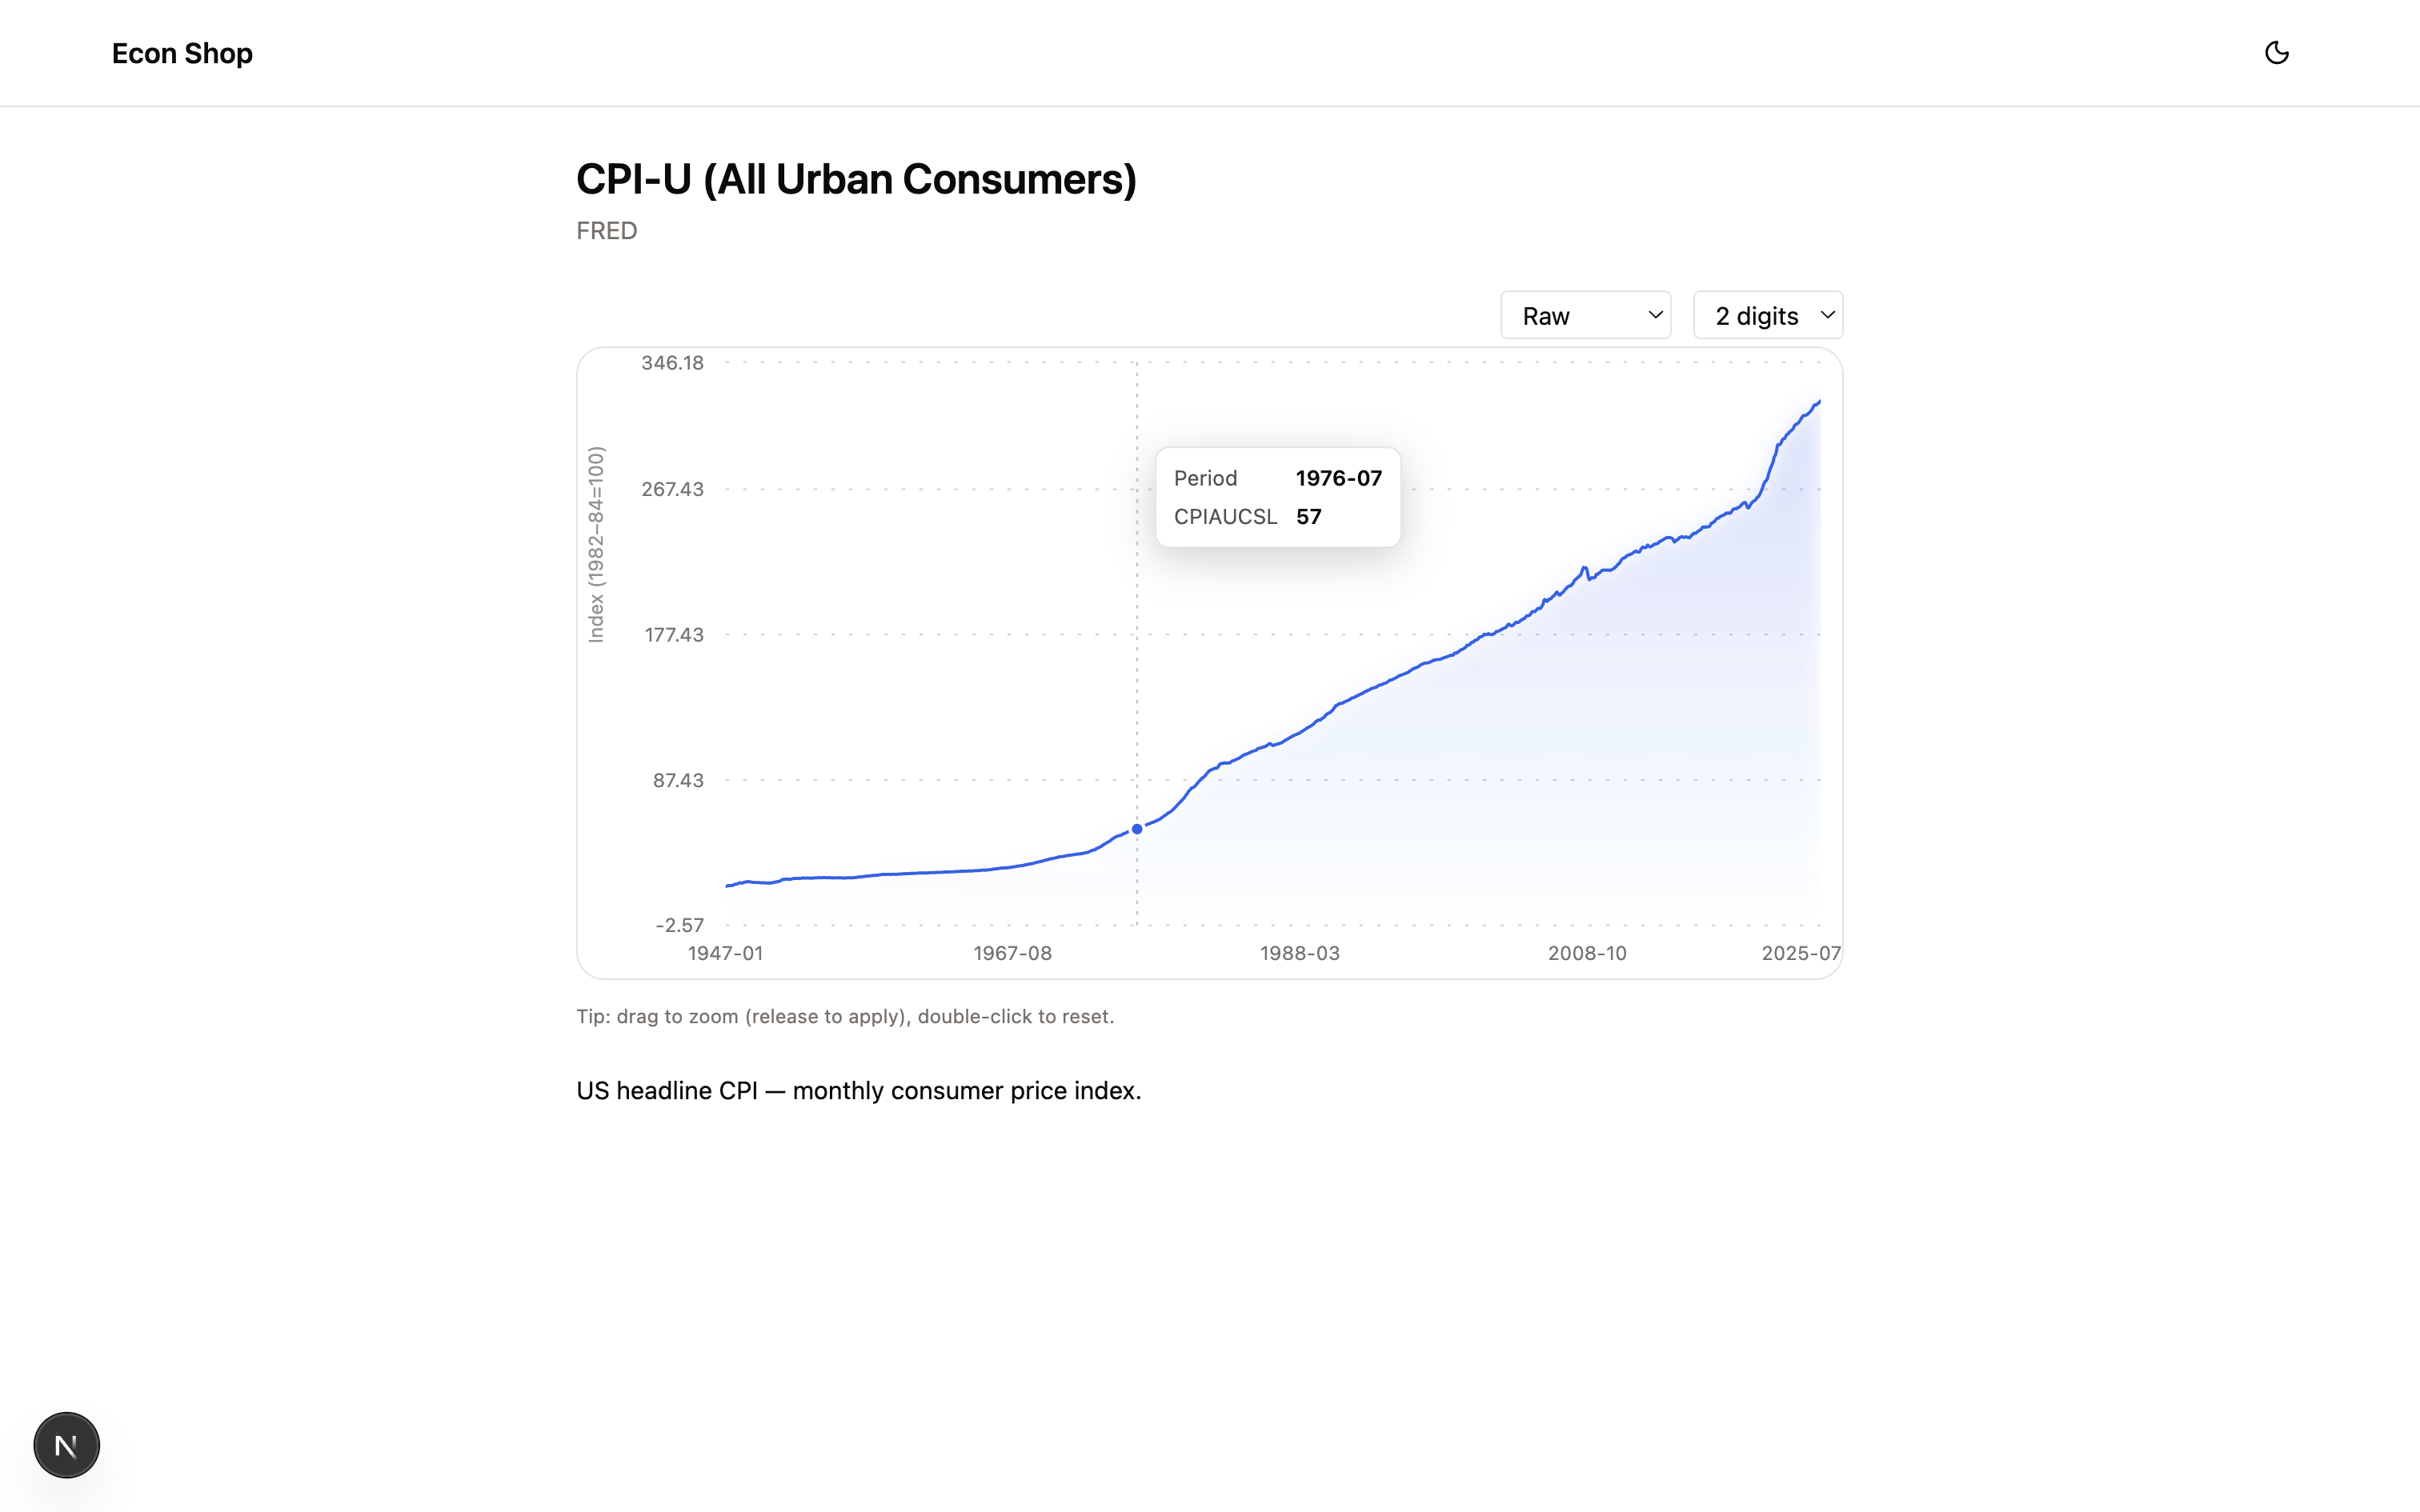 Econ Shop
CPI-U (All Urban Consumers)
FRED
Raw
2 digits
346.18
267.43
177.43
87.43
-2.57
Index (1982–84=100)
Period 1976-07
CPIAUCSL 57
1947-01 1967-08 1988-03 2008-10 2025-07
Tip: drag to zoom (release to apply), double-click to reset.
US headline CPI — monthly consumer price index.
N